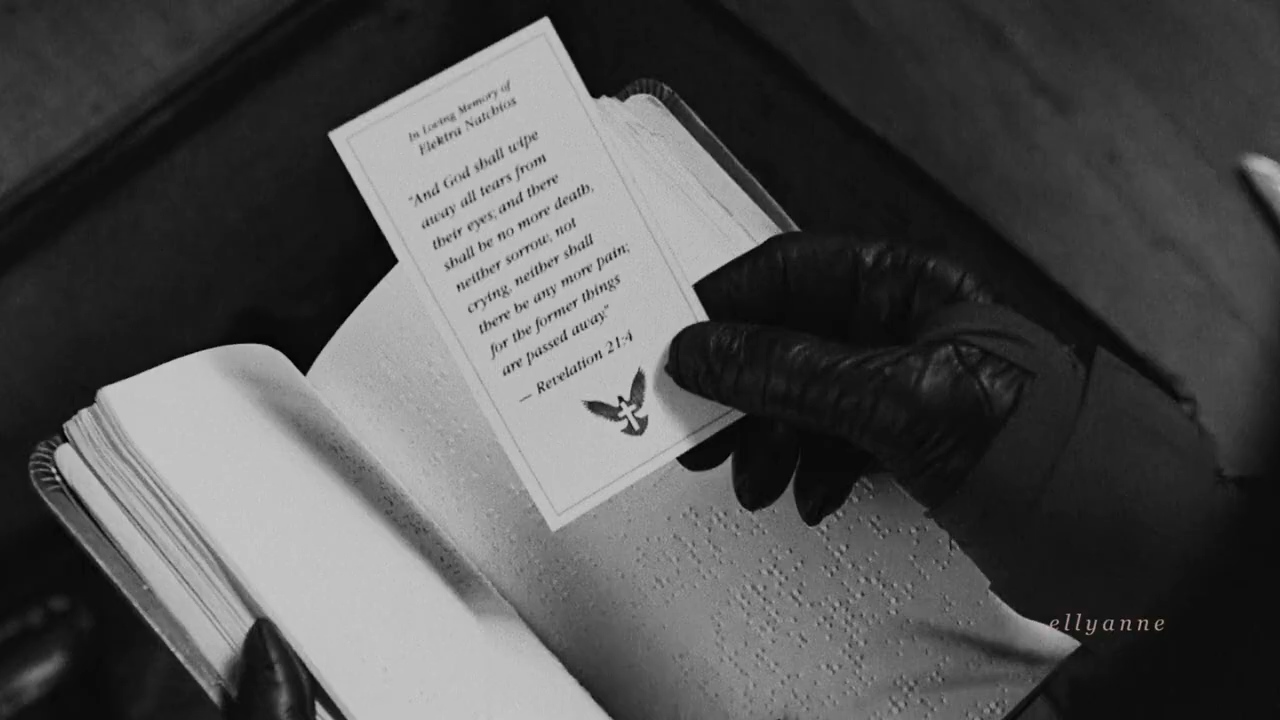 In Loving Memory of
Elektra Natchios
"And God shall wipe
away all tears from
their eyes; and there
shall be no more death,
neither sorrow, not
crying, neither shall
there be any more pain;
for the former things
are passed away."
— Revelation 21:4
ellyanne